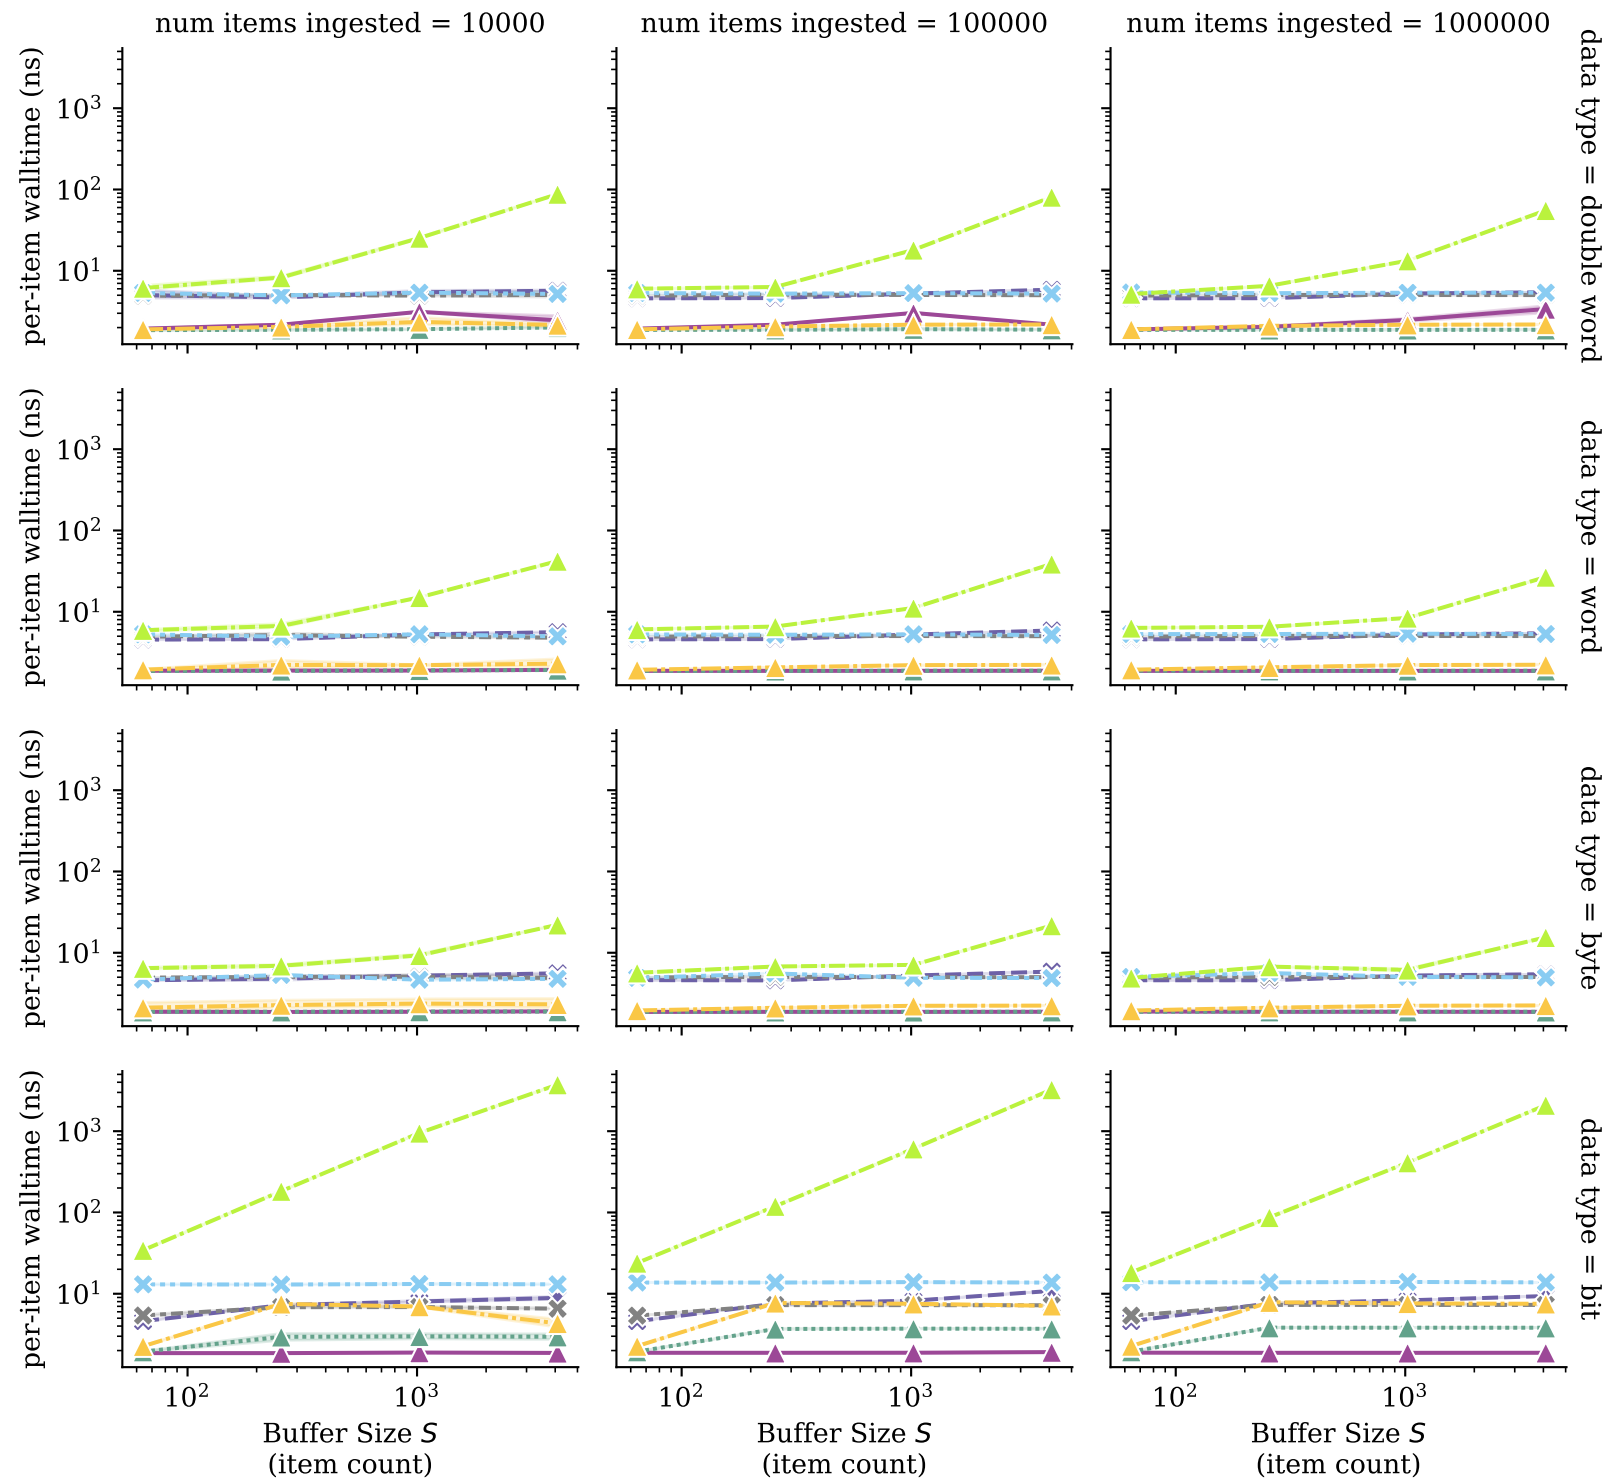 num items ingested = 10000
num items ingested = 100000
num items ingested = 1000000
per-item walltime (ns)
10³
10²
10¹
data type = double word
per-item walltime (ns)
10³
10²
10¹
data type = word
per-item walltime (ns)
10³
10²
10¹
data type = byte
per-item walltime (ns)
10³
10²
10¹
data type = bit
10² 10³
10² 10³
10² 10³
Buffer Size S
(item count)
Buffer Size S
(item count)
Buffer Size S
(item count)